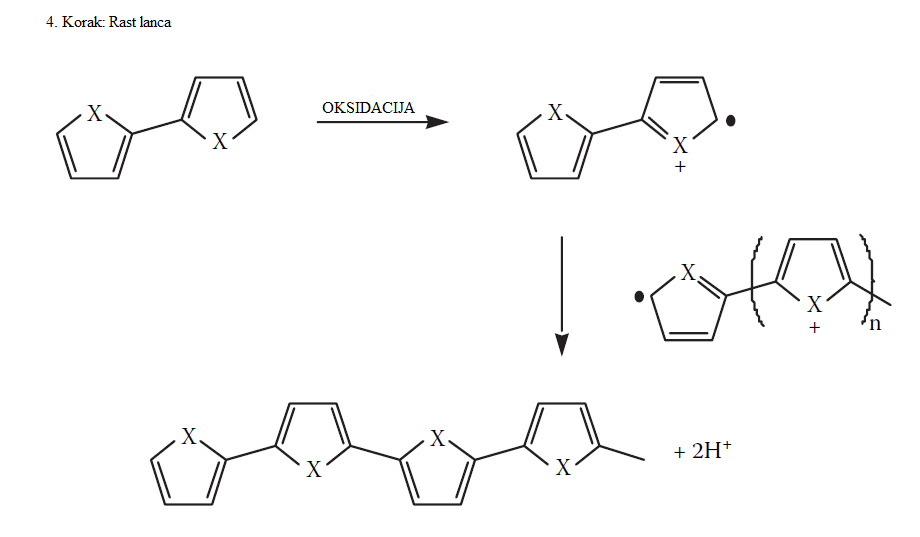 4. Korak: Rast lanca
X
X
OKSIDACIJA
X
X
+
X
X
+
n
X
X
X
X
+ 2H⁺